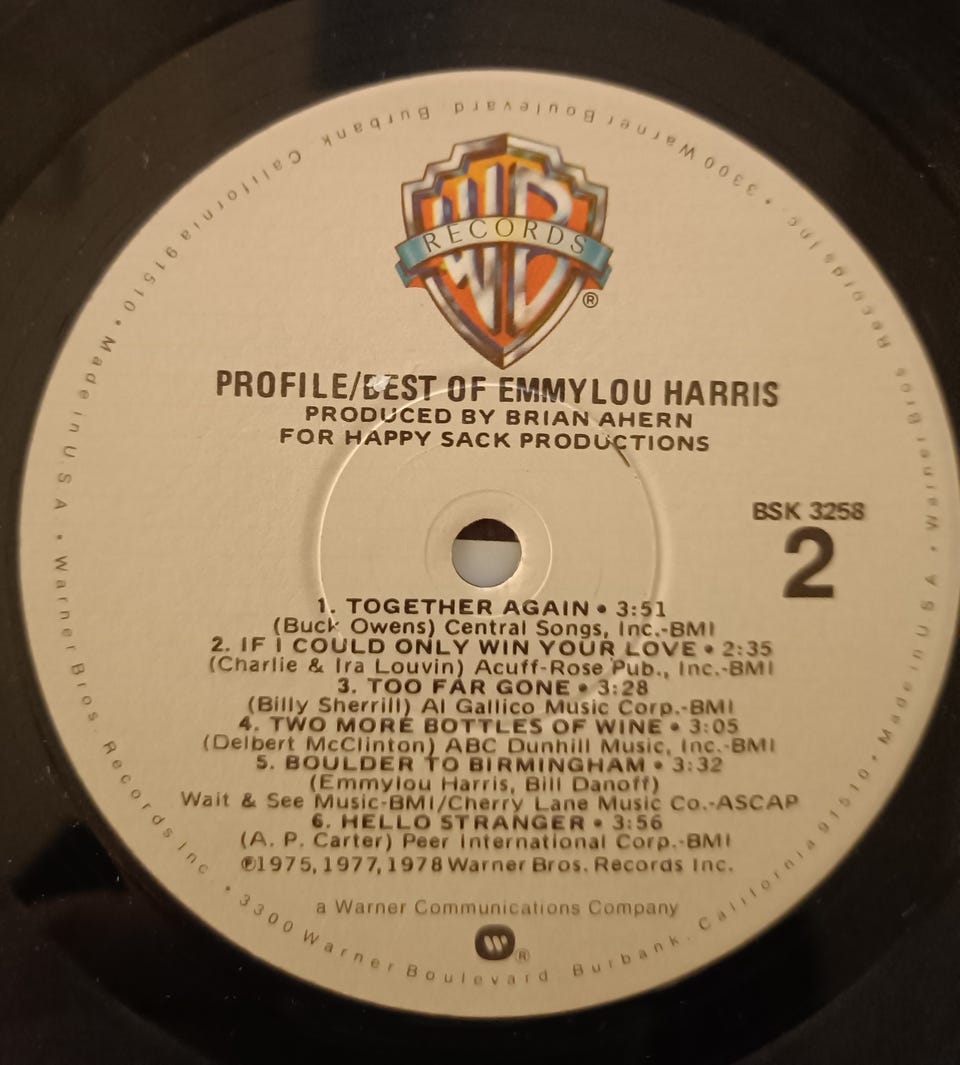 WB
RECORDS
®
PROFILE/BEST OF EMMYLOU HARRIS
PRODUCED BY BRIAN AHERN
FOR HAPPY SACK PRODUCTIONS
BSK 3258
2
1. TOGETHER AGAIN • 3:51
(Buck Owens) Central Songs, Inc.-BMI
2. IF I COULD ONLY WIN YOUR LOVE • 2:35
(Charlie & Ira Louvin) Acuff-Rose Pub., Inc.-BMI
3. TOO FAR GONE • 3:28
(Billy Sherrill) Al Gallico Music Corp.-BMI
4. TWO MORE BOTTLES OF WINE • 3:05
(Delbert McClinton) ABC Dunhill Music, Inc.-BMI
5. BOULDER TO BIRMINGHAM • 3:32
(Emmylou Harris, Bill Danoff)
Wait & See Music-BMI/Cherry Lane Music Co.-ASCAP
6. HELLO STRANGER • 3:56
(A. P. Carter) Peer International Corp.-BMI
℗1975, 1977, 1978 Warner Bros. Records Inc.
a Warner Communications Company
®
Warner Bros. Records Inc. • 3300 Warner Boulevard, Burbank, California 91510 • Made in U S A • Warner Bros. Records Inc. • 3300 Warner Boulevard, Burbank, California 91510 • Made in U S A •